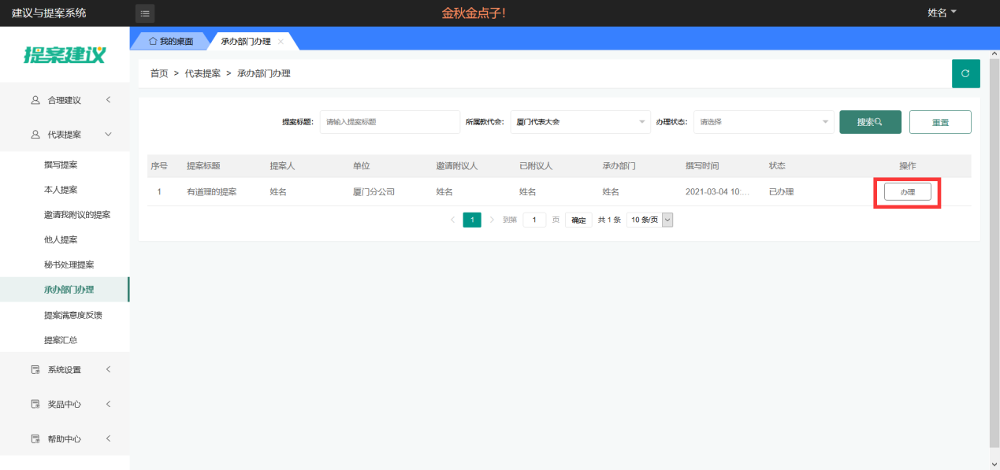 建议与提案系统
金秋金点子！
姓名
提案建议
我的桌面
承办部门办理
首页 > 代表提案 > 承办部门办理
合理建议
代表提案
撰写提案
本人提案
邀请我附议的提案
他人提案
秘书处理提案
承办部门办理
提案满意度反馈
提案汇总
系统设置
奖品中心
帮助中心
提案标题： 请输入提案标题 所属教代会： 厦门代表大会 办理状态： 请选择 搜索 重置
序号 提案标题 提案人 单位 邀请附议人 已附议人 承办部门 撰写时间 状态 操作
1 有道理的提案 姓名 厦门分公司 姓名 姓名 姓名 2021-03-04 10:... 已办理 办理
1 到第 1 页 确定 共 1 条 10 条/页